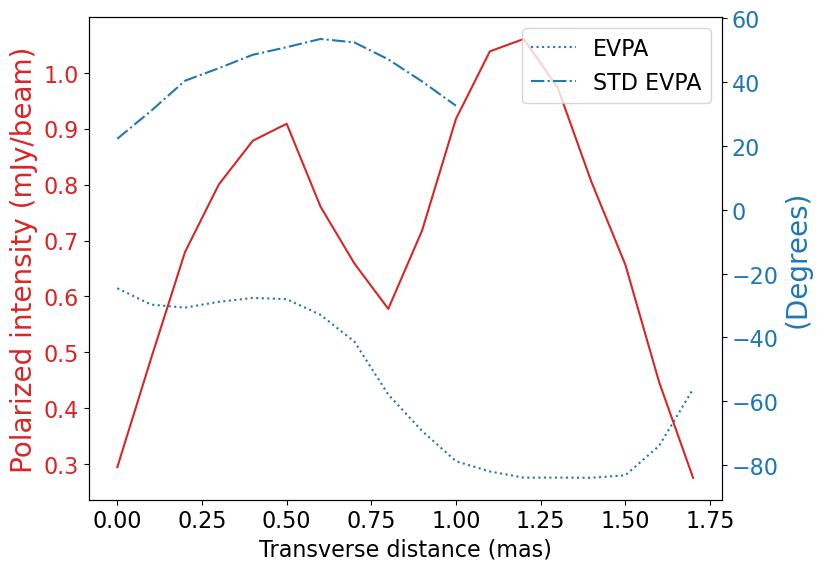 Polarized intensity (mJy/beam)
1.0
0.9
0.8
0.7
0.6
0.5
0.4
0.3
EVPA
STD EVPA
60
40
20
0
−20
−40
−60
−80
(Degrees)
0.00 0.25 0.50 0.75 1.00 1.25 1.50 1.75
Transverse distance (mas)